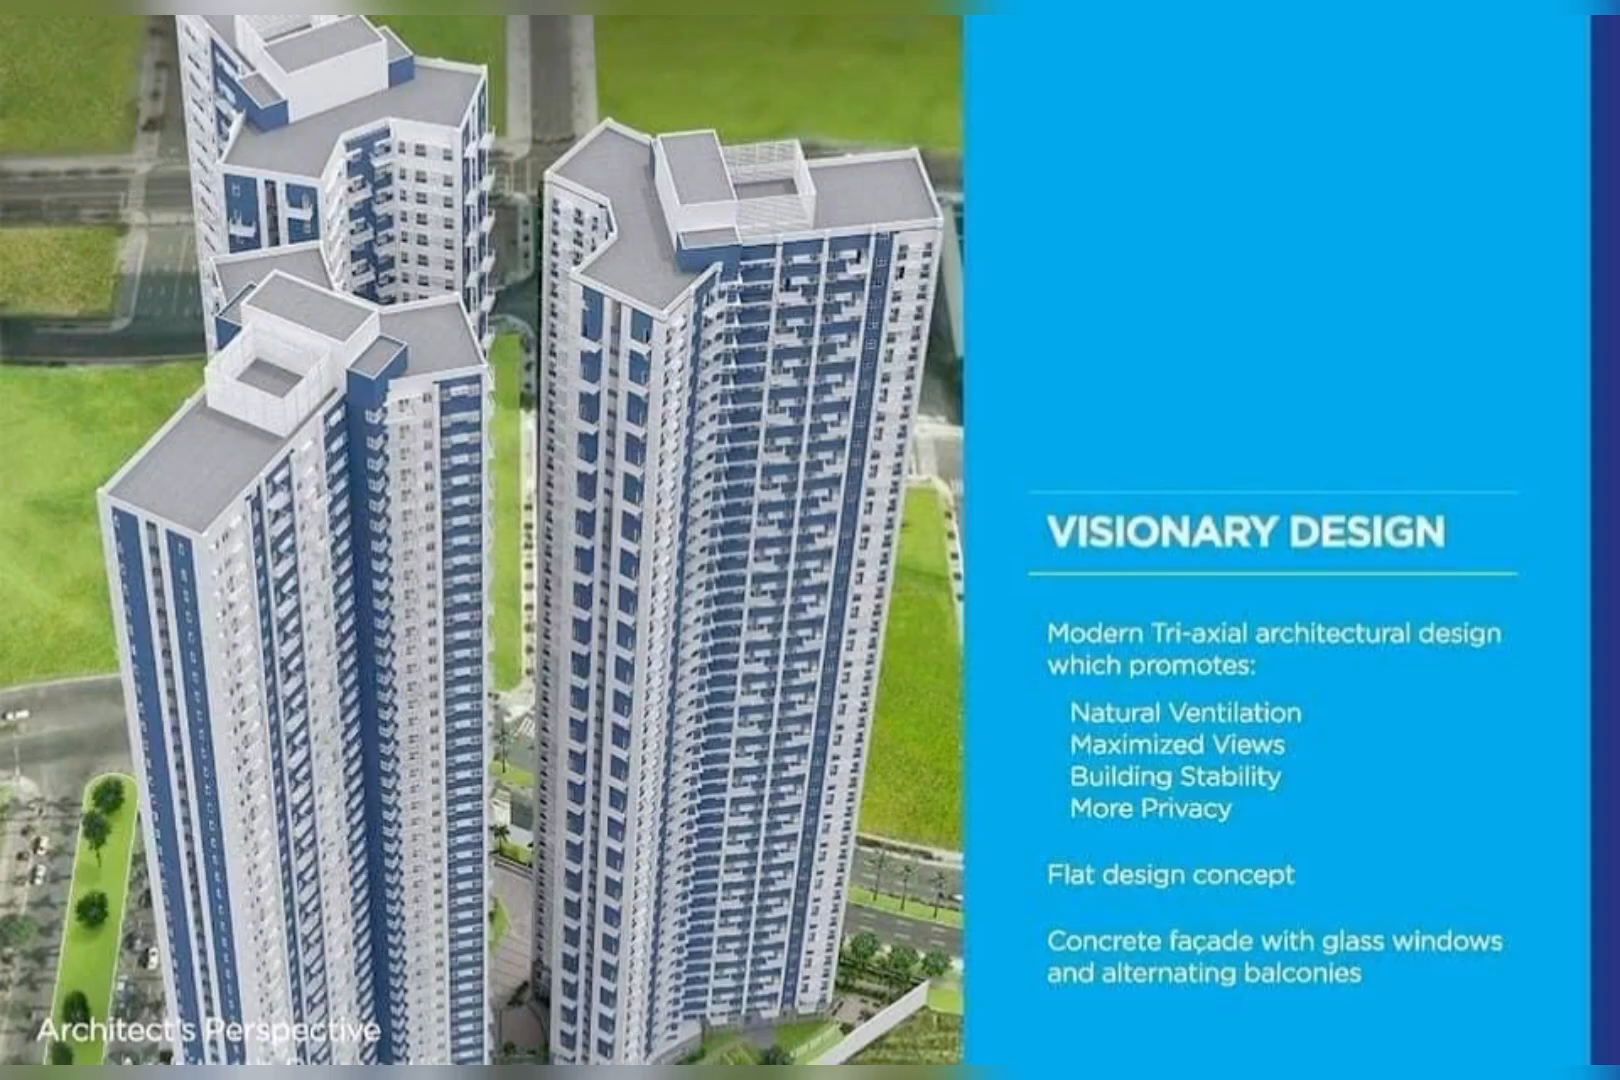 VISIONARY DESIGN
Modern Tri-axial architectural design
which promotes:
Natural Ventilation
Maximized Views
Building Stability
More Privacy
Flat design concept
Concrete façade with glass windows
and alternating balconies
Architect's Perspective